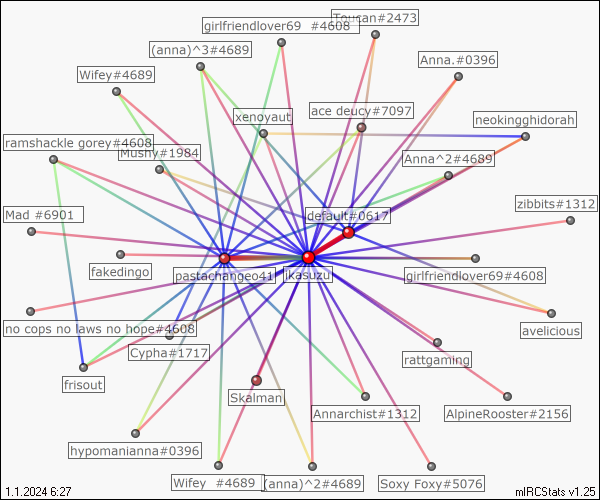 Toucan#2473
girlfriendlover69 #4608
(anna)^3#4689
Anna.#0396
Wifey#4689
ace deucy#7097
xenoyaut
neokingghidorah
ramshackle gorey#4608
Mushy#1984
Anna^2#4689
zibbits#1312
Mad #6901
default#0617
fakedingo
pastachangeo41
jkasuzu
girlfriendlover69#4608
no cops no laws no hope#4608
avelicious
Cypha#1717
rattgaming
frisout
Skalman
Annarchist#1312
AlpineRooster#2156
hypomanianna#0396
Wifey #4689
(anna)^2#4689
Soxy Foxy#5076
1.1.2024 6:27
mIRCStats v1.25